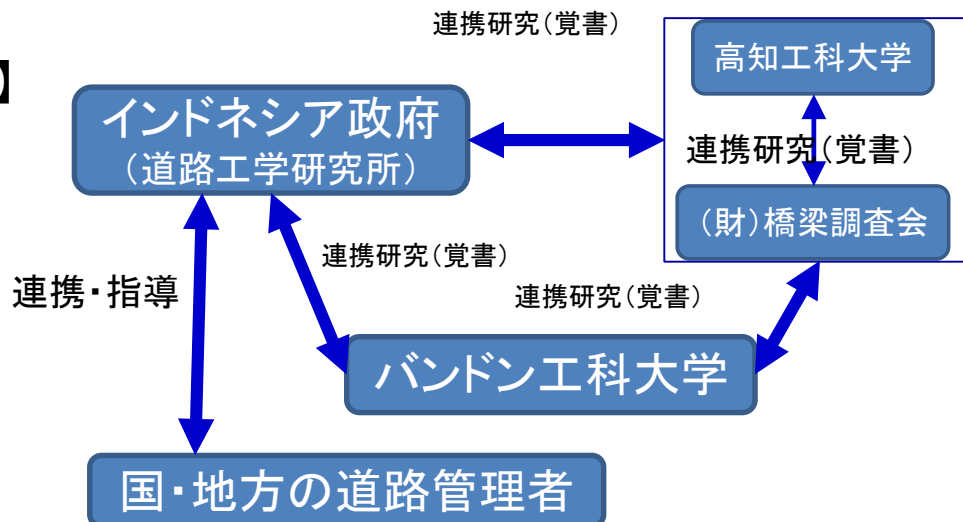 連携研究(覚書)
高知工科大学
】
インドネシア政府
(道路工学研究所)
連携研究(覚書)
(財)橋梁調査会
連携研究(覚書)
連携・指導
連携研究(覚書)
バンドン工科大学
国・地方の道路管理者